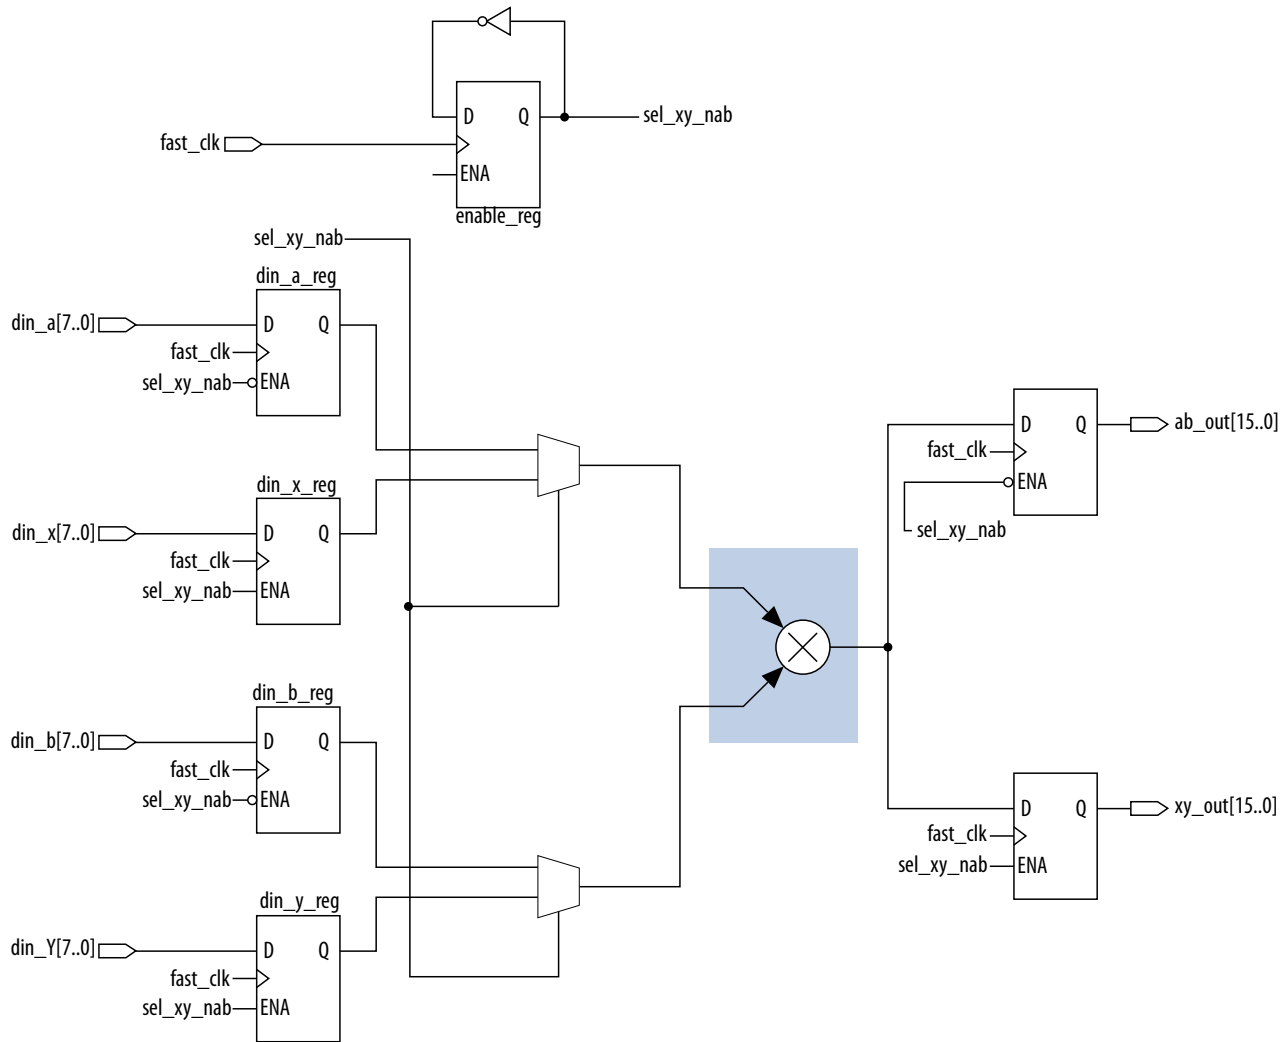 D Q
sel_xy_nab
fast_clk
ENA
enable_reg
sel_xy_nab
din_a_reg
din_a[7..0]
D Q
fast_clk
sel_xy_nab
ENA
din_x_reg
din_x[7..0]
D Q
fast_clk
sel_xy_nab
ENA
din_b_reg
din_b[7..0]
D Q
fast_clk
sel_xy_nab
ENA
din_y_reg
din_Y[7..0]
D Q
fast_clk
sel_xy_nab
ENA
D Q
ab_out[15..0]
fast_clk
ENA
sel_xy_nab
D Q
xy_out[15..0]
fast_clk
sel_xy_nab
ENA